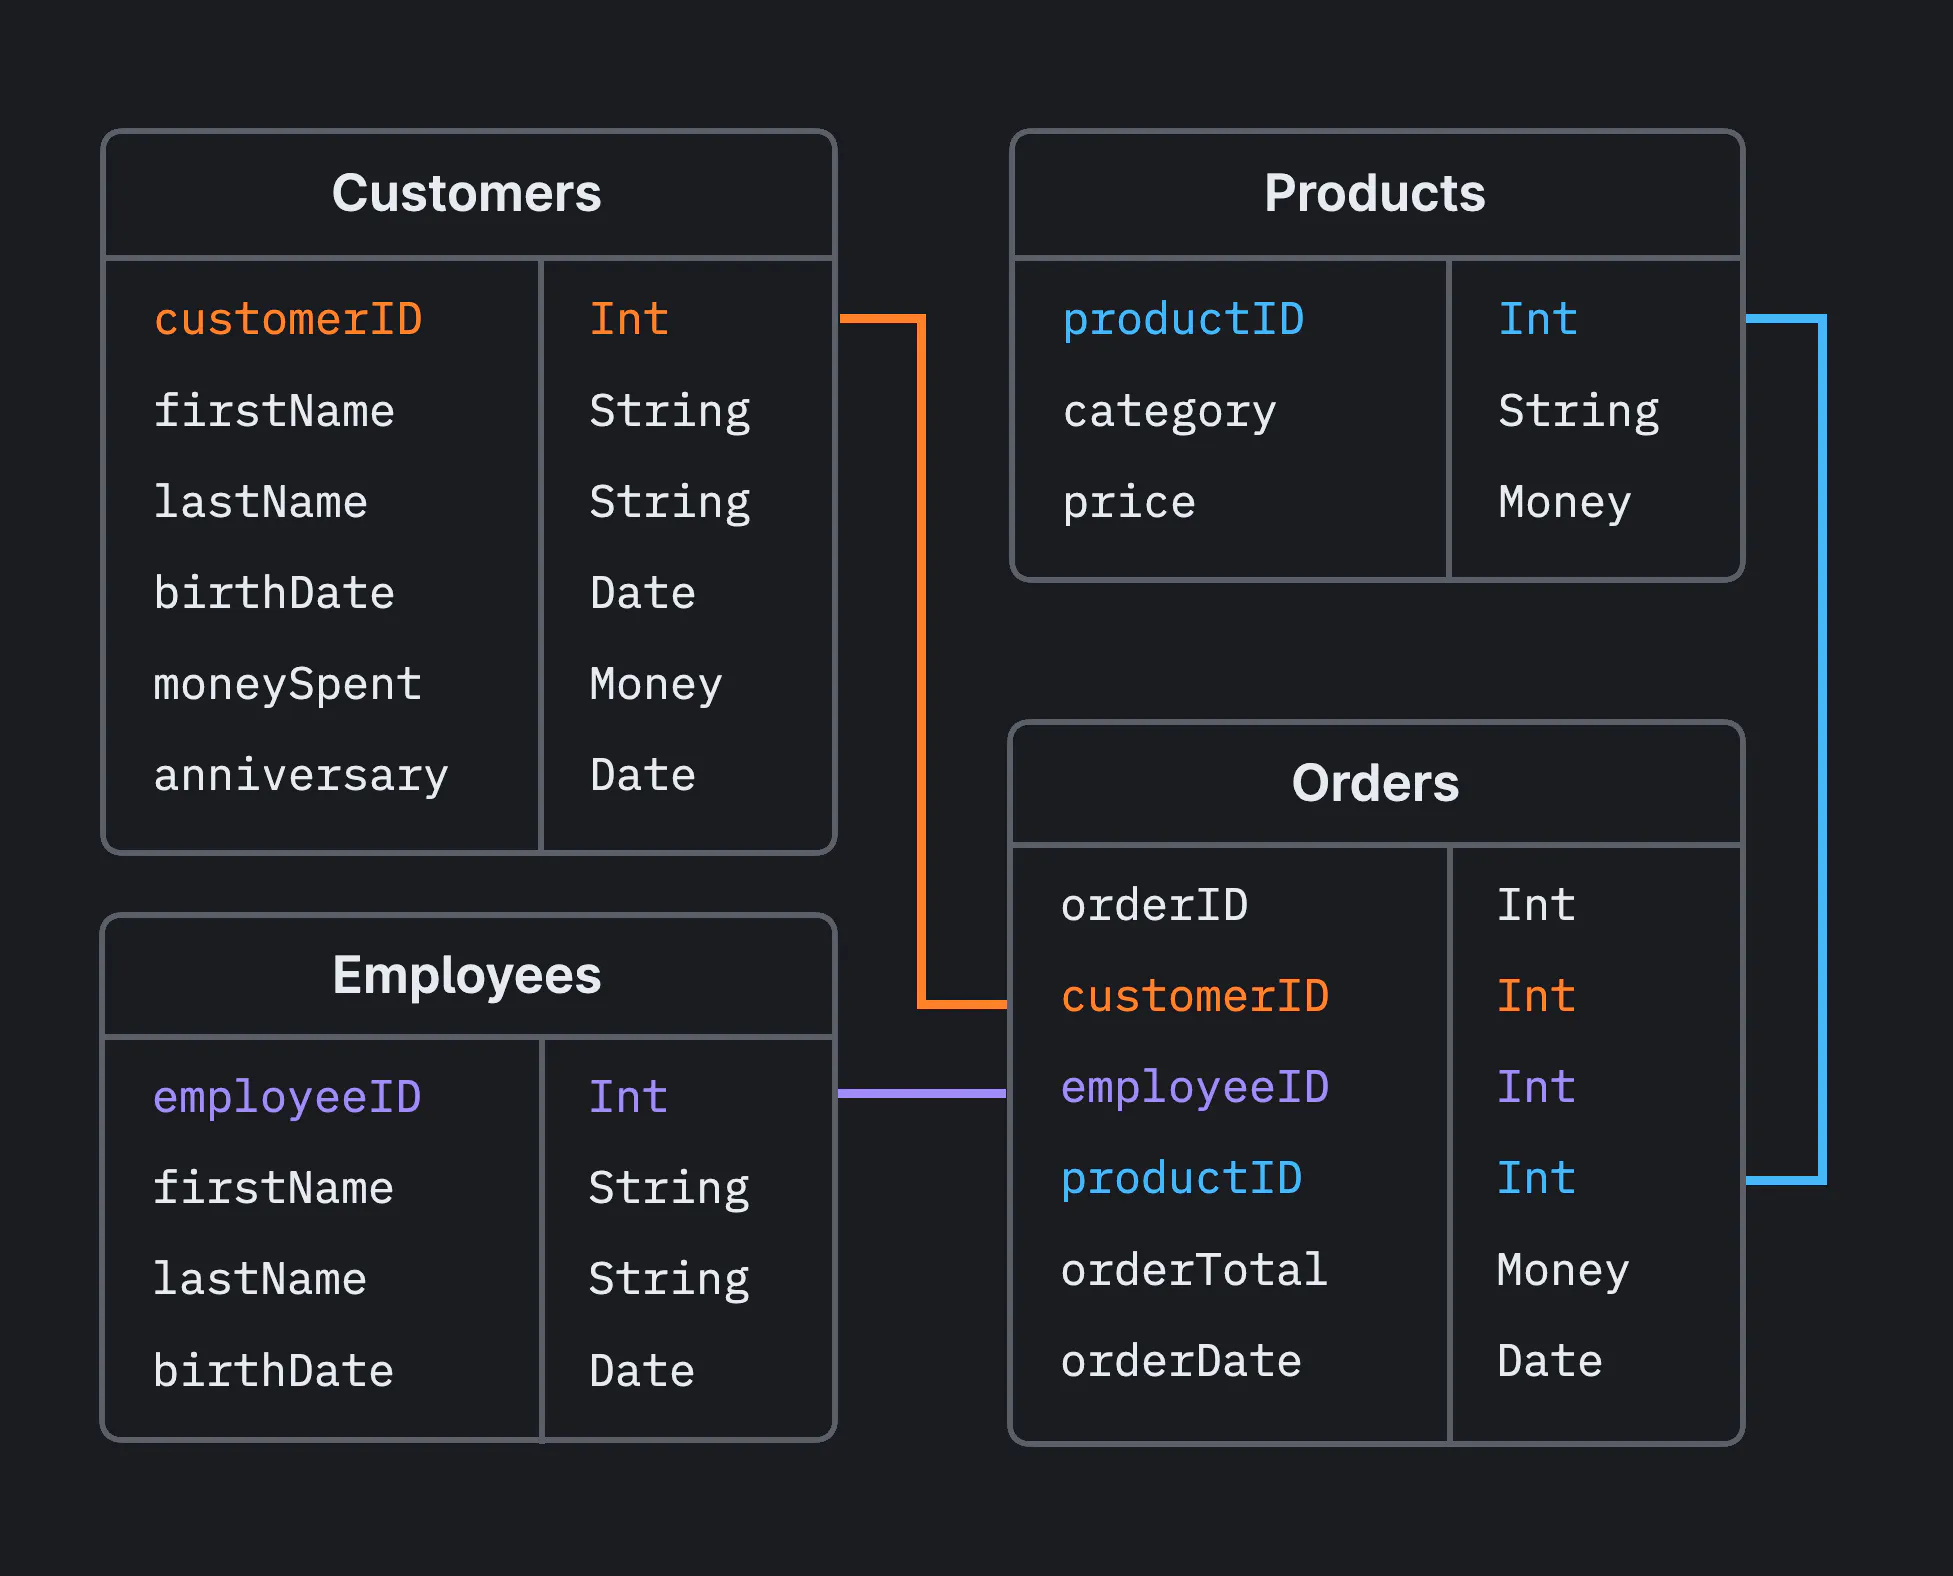 Customers
customerID Int
firstName String
lastName String
birthDate Date
moneySpent Money
anniversary Date
Products
productID Int
category String
price Money
Employees
employeeID Int
firstName String
lastName String
birthDate Date
Orders
orderID Int
customerID Int
employeeID Int
productID Int
orderTotal Money
orderDate Date